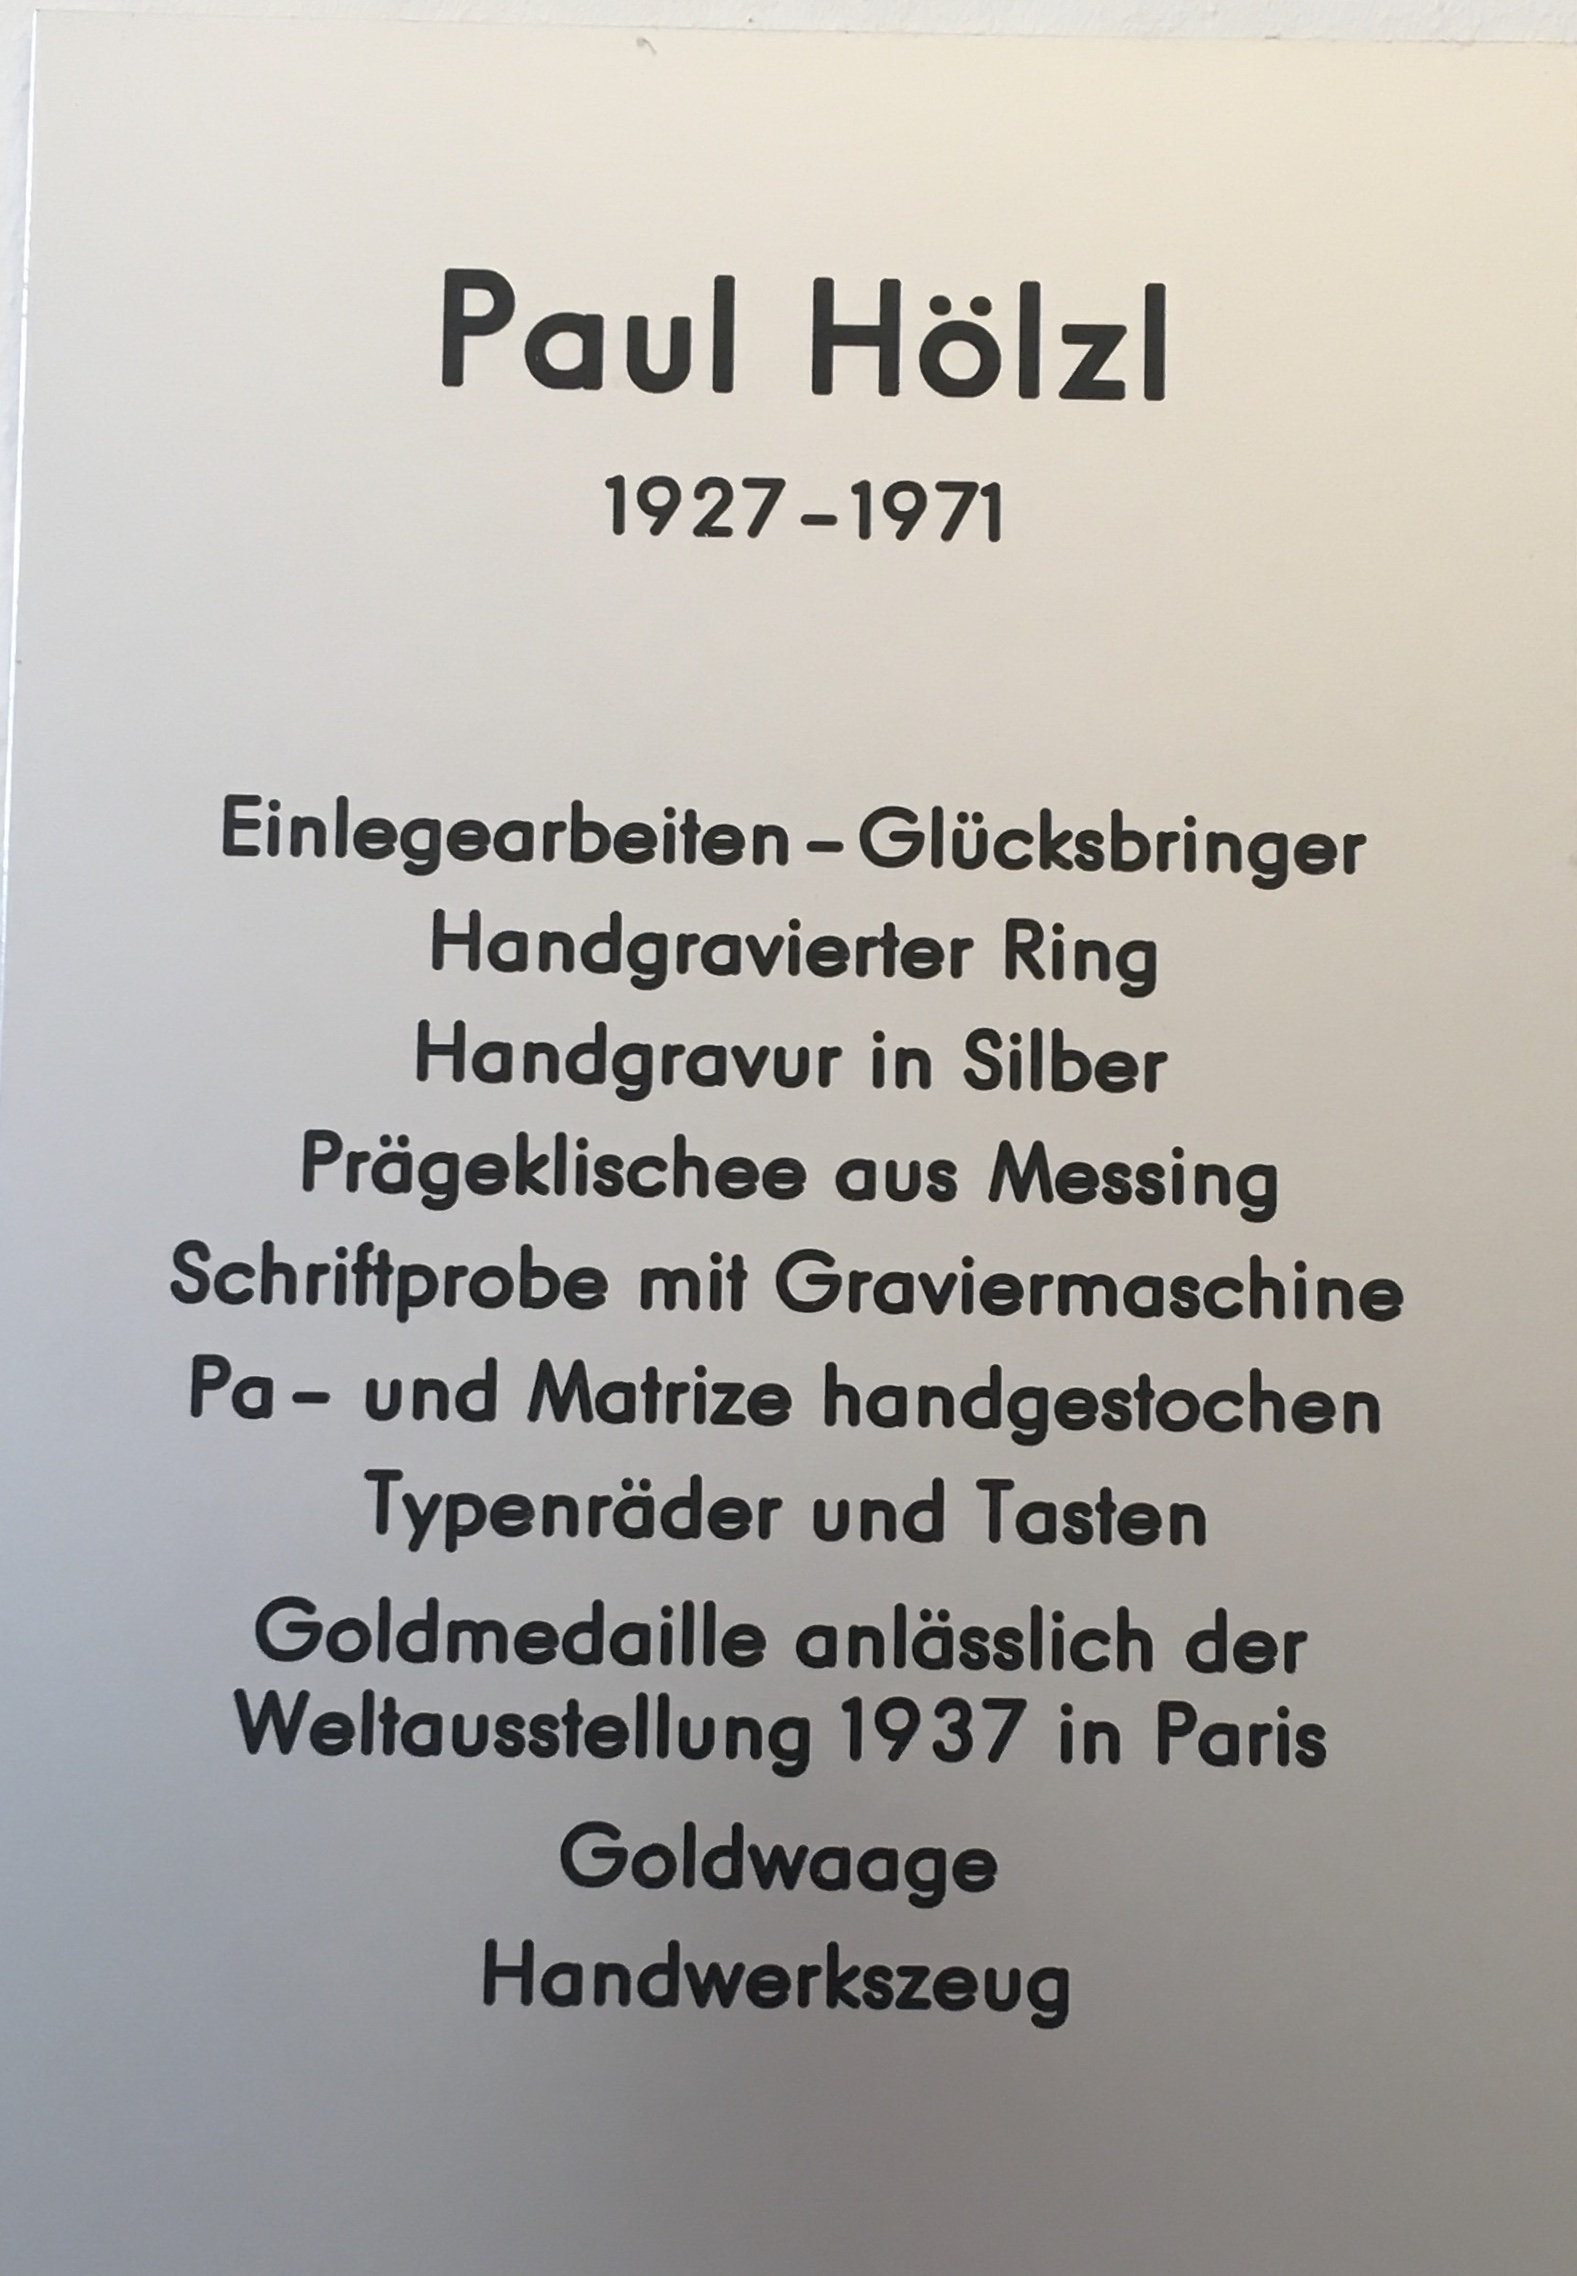 Paul Hölzl
1927 – 1971
Einlegearbeiten – Glücksbringer
Handgravierter Ring
Handgravur in Silber
Prägeklischee aus Messing
Schriftprobe mit Graviermaschine
Pa – und Matrize handgestochen
Typenräder und Tasten
Goldmedaille anlässlich der
Weltausstellung 1937 in Paris
Goldwaage
Handwerkszeug